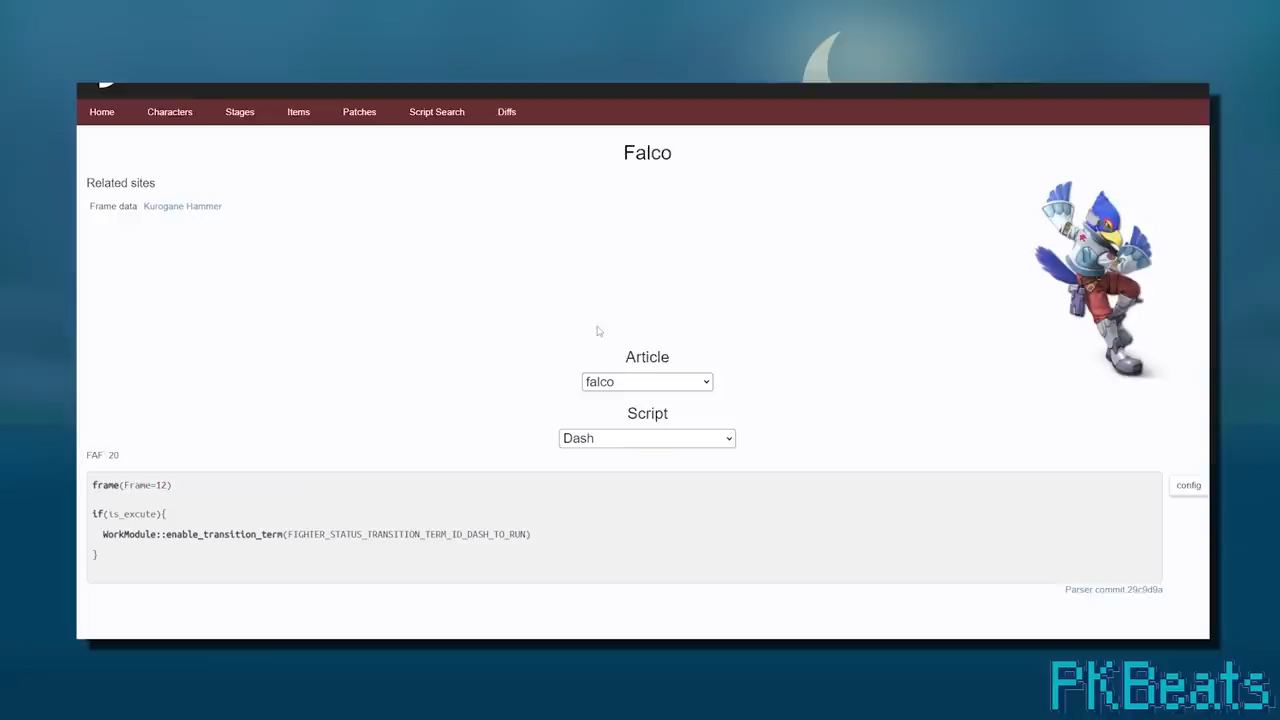 Home Characters Stages Items Patches Script Search Diffs
Falco
Related sites
Frame data Kurogane Hammer
Article
falco
Script
Dash
FAF 20
frame(Frame=12)
config
if(is_excute){
WorkModule::enable_transition_term(FIGHTER_STATUS_TRANSITION_TERM_ID_DASH_TO_RUN)
}
Parser commit 29c9d9a
PKBeats